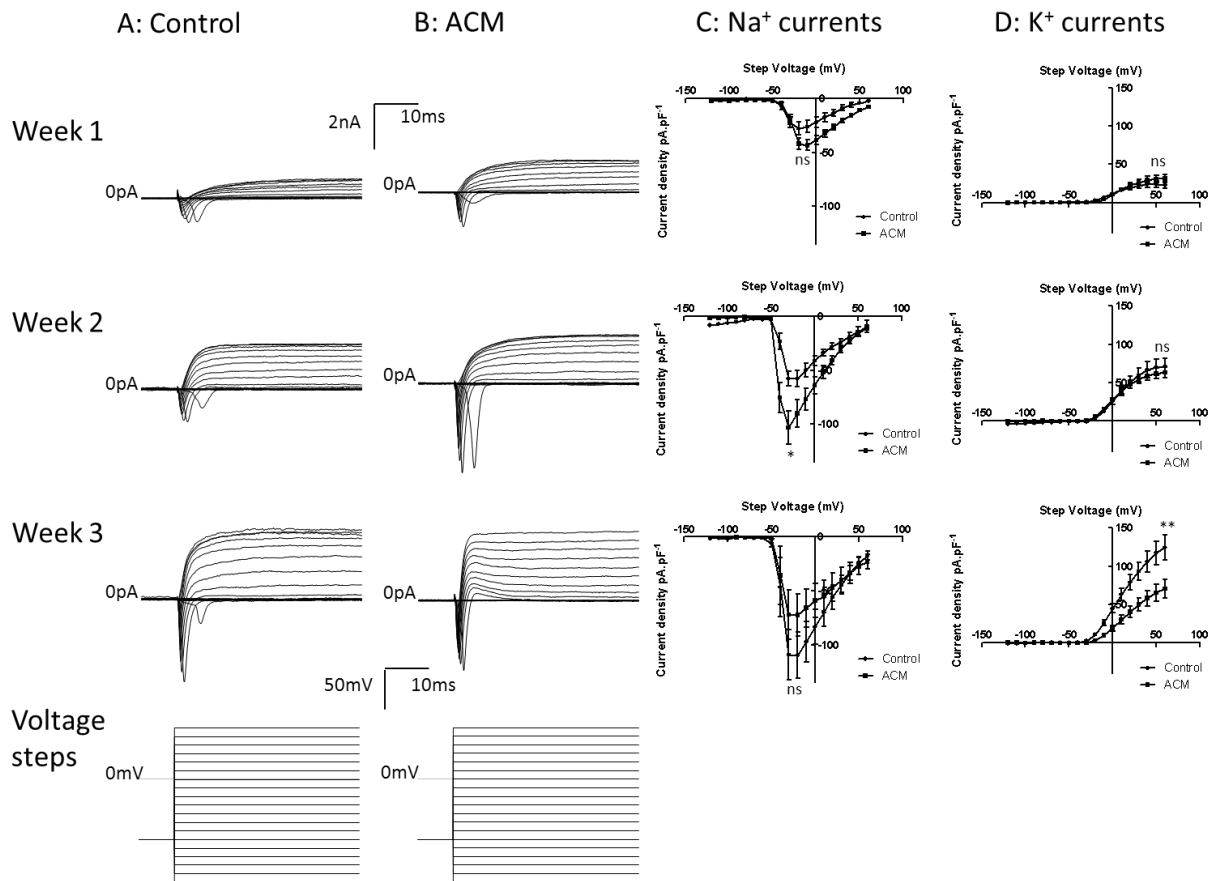 A: Control
B: ACM
C: Na⁺ currents
D: K⁺ currents
Week 1
2nA
10ms
0pA
0pA
Step Voltage (mV)
-150 -100 -50 0 50 100
-50
-100
Current density pA.pF⁻¹
ns
Control
ACM
Step Voltage (mV)
150
100
50
-150 -100 -50 0 50 100
Current density pA.pF⁻¹
ns
Control
ACM
Week 2
0pA
0pA
Step Voltage (mV)
-150 -100 -50 0 50 100
-50
-100
Current density pA.pF⁻¹
*
Control
ACM
Step Voltage (mV)
150
100
50
-150 -100 -50 0 50 100
Current density pA.pF⁻¹
ns
Control
ACM
Week 3
0pA
0pA
Step Voltage (mV)
-150 -100 -50 0 50 100
-50
-100
Current density pA.pF⁻¹
ns
Control
ACM
Step Voltage (mV)
150
100
50
-150 -100 -50 0 50 100
Current density pA.pF⁻¹
**
Control
ACM
50mV
10ms
Voltage
steps
0mV
0mV